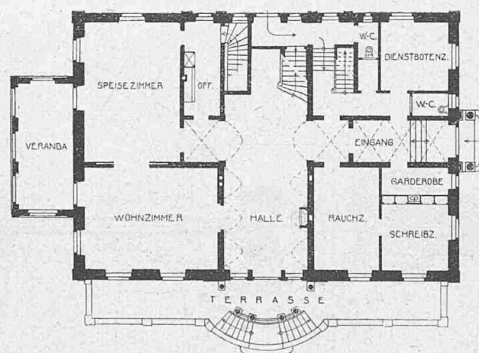 W-C.
DIENSTBOTENZ.
SPEISEZIMMER
OFF.
W-C.
VERANDA
EINGANG
GARDEROBE
WOHNZIMMER
HALLE
RAUCHZ.
SCHREIBZ.
TERRASSE